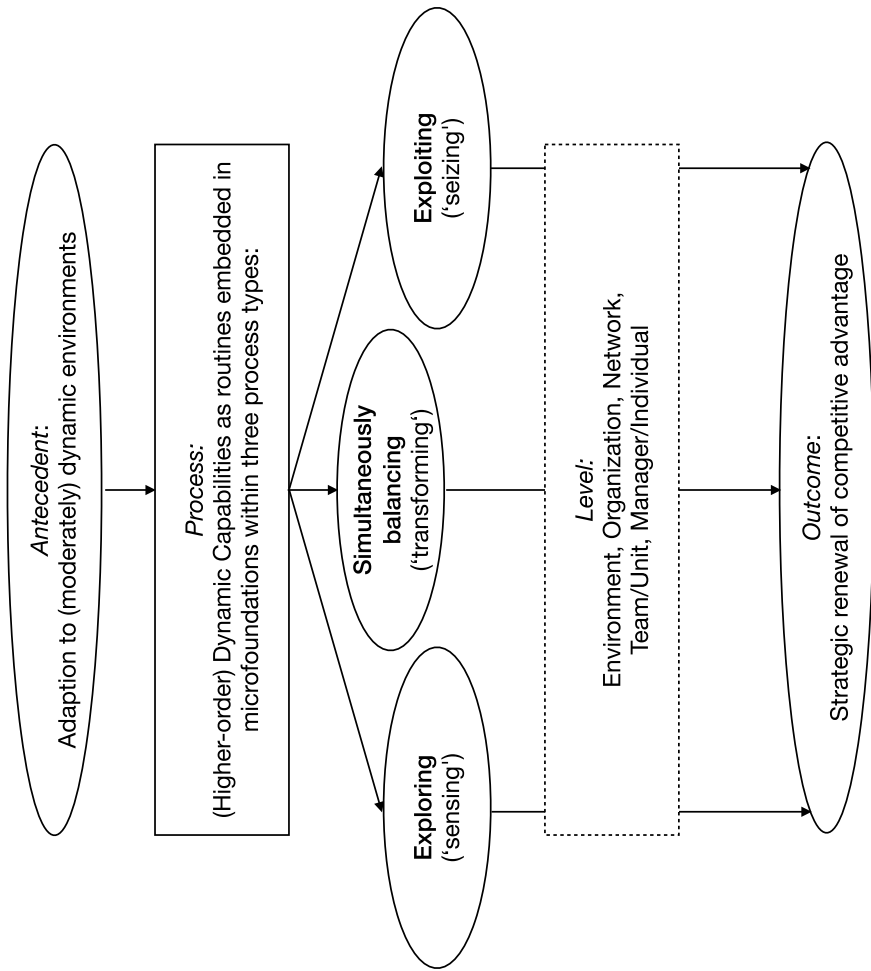 Antecedent:
Adaption to (moderately) dynamic environments
Process:
(Higher-order) Dynamic Capabilities as routines embedded in
microfoundations within three process types:
Exploring
(‘sensing')
Simultaneously
balancing
(‘transforming‘)
Exploiting
(‘seizing')
Level:
Environment, Organization, Network,
Team/Unit, Manager/Individual
Outcome:
Strategic renewal of competitive advantage